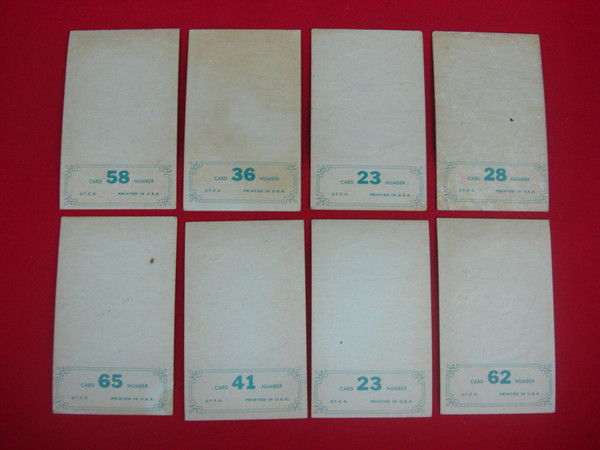 CARD 58 NUMBER
©T.C.G. PRINTED IN U.S.A.
CARD 36 NUMBER
©T.C.G. PRINTED IN U.S.A.
CARD 23 NUMBER
©T.C.G. PRINTED IN U.S.A.
CARD 28 NUMBER
©T.C.G. PRINTED IN U.S.A.
CARD 65 NUMBER
©T.C.G. PRINTED IN U.S.A.
CARD 41 NUMBER
©T.C.G. PRINTED IN U.S.A.
CARD 23 NUMBER
©T.C.G. PRINTED IN U.S.A.
CARD 62 NUMBER
©T.C.G. PRINTED IN U.S.A.